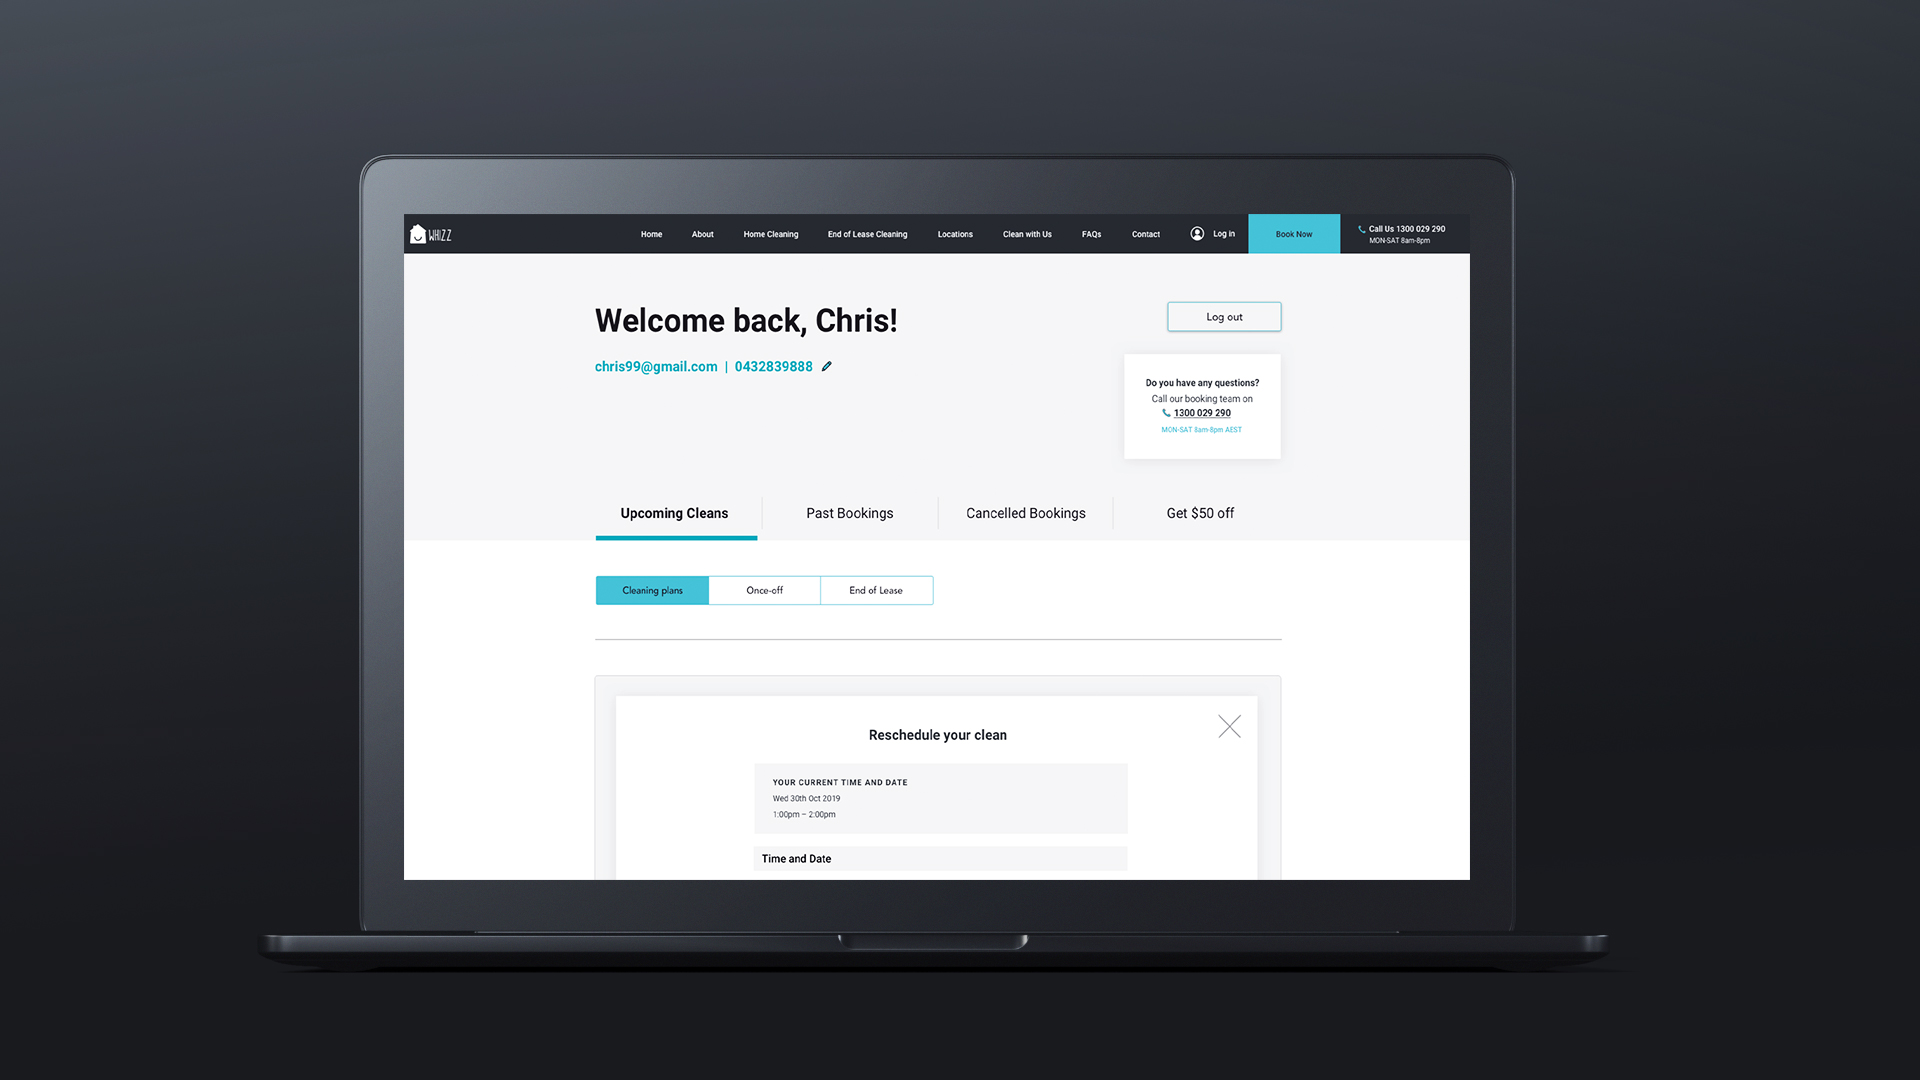 WHIZZ
Home About Home Cleaning End of Lease Cleaning Locations Clean with Us FAQs Contact Log in Book Now Call Us 1300 029 290
MON-SAT 8am-8pm
Welcome back, Chris!
Log out
chris99@gmail.com | 0432839888
Do you have any questions?
Call our booking team on
1300 029 290
MON-SAT 8am-8pm AEST
Upcoming Cleans Past Bookings Cancelled Bookings Get $50 off
Cleaning plans Once-off End of Lease
Reschedule your clean
YOUR CURRENT TIME AND DATE
Wed 30th Oct 2019
1:00pm – 2:00pm
Time and Date